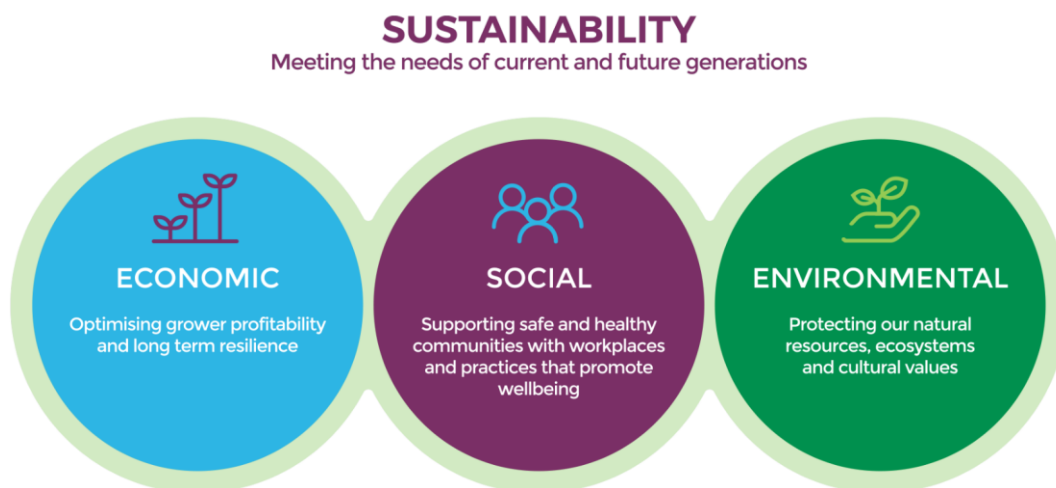 SUSTAINABILITY
Meeting the needs of current and future generations
ECONOMIC
Optimising grower profitability
and long term resilience
SOCIAL
Supporting safe and healthy
communities with workplaces
and practices that promote
wellbeing
ENVIRONMENTAL
Protecting our natural
resources, ecosystems
and cultural values